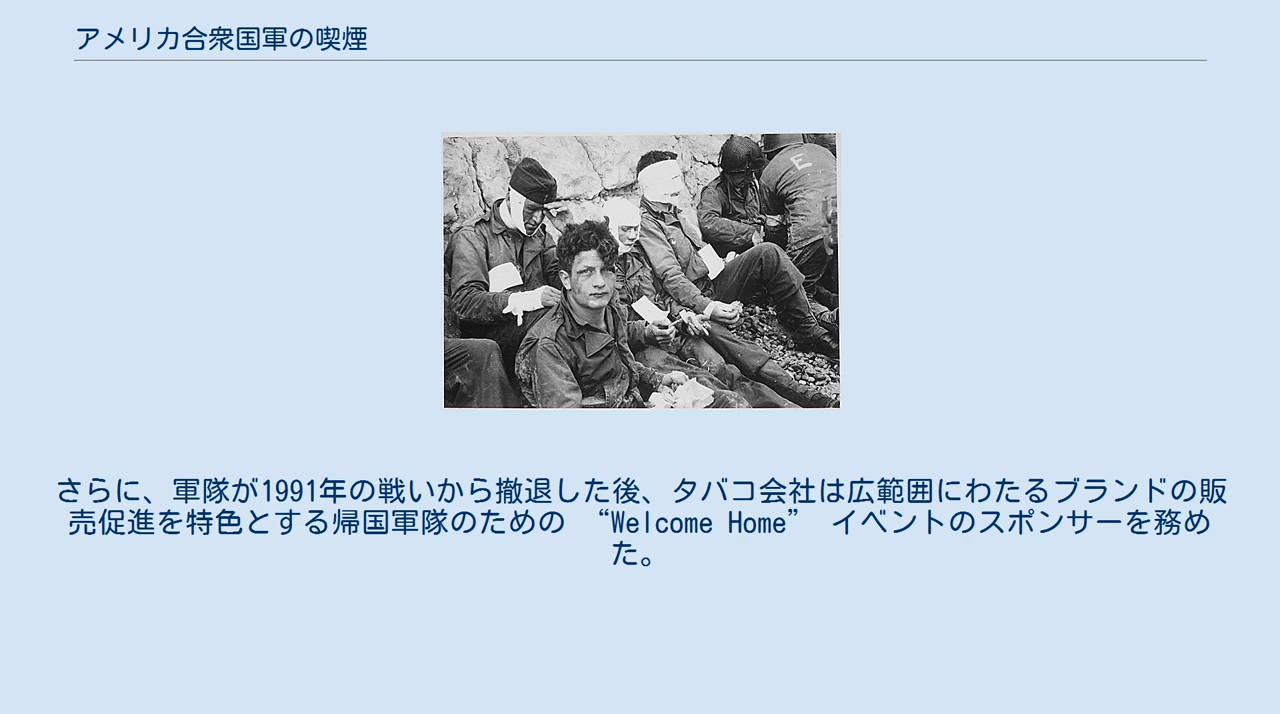 アメリカ合衆国軍の喫煙
E
さらに、軍隊が1991年の戦いから撤退した後、タバコ会社は広範囲にわたるブランドの販
売促進を特色とする帰国軍隊のための “Welcome Home” イベントのスポンサーを務め
た。